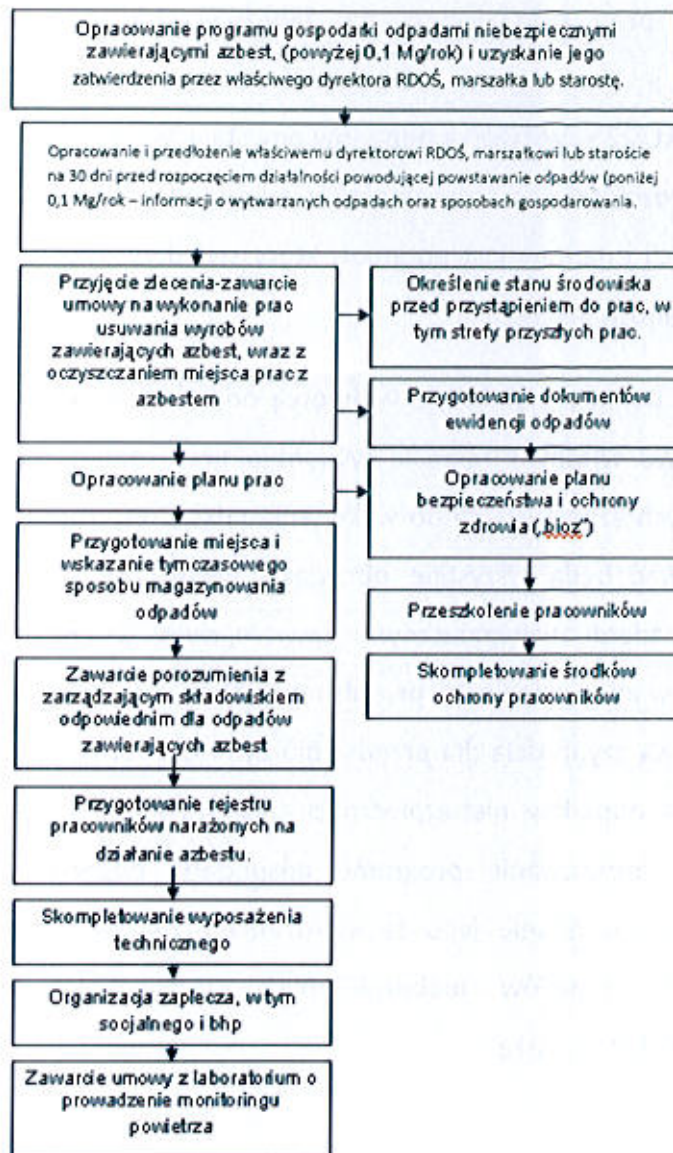 Opracowanie programu gospodarki odpadami niebezpiecznymi
zawierającymi azbest, (powyżej 0,1 Mg/rok) i uzyskanie jego
zatwierdzenia przez właściwego dyrektora RDOŚ, marszałka lub starostę.
Opracowanie i przedłożenie właściwemu dyrektorowi RDOŚ, marszałkowi lub staroście
na 30 dni przed rozpoczęciem działalności powodującej powstawanie odpadów (poniżej
0,1 Mg/rok – informacji o wytwarzanych odpadach oraz sposobach gospodarowania.
Przyjęcie zlecenia-zawarcie
umowy na wykonanie prac
usuwania wyrobów
zawierających azbest, wraz z
oczyszczaniem miejsca prac z
azbestem
Określenie stanu środowiska
przed przystąpieniem do prac, w
tym strefy przyszłych prac.
Przygotowanie dokumentów
ewidencji odpadów
Opracowanie planu prac
Opracowanie planu
bezpieczeństwa i ochrony
zdrowia („bioz”)
Przygotowanie miejsca i
wskazanie tymczasowego
sposobu magazynowania
odpadów
Przeszkolenie pracowników
Zawarcie porozumienia z
zarządzającym składowiskiem
odpowiednim dla odpadów
zawierających azbest
Skompletowanie środków
ochrony pracowników
Przygotowanie rejestru
pracowników narażonych na
działanie azbestu.
Skompletowanie wyposażenia
technicznego
Organizacja zaplecza, w tym
socjalnego i bhp
Zawarcie umowy z laboratorium o
prowadzenie monitoringu
powietrza